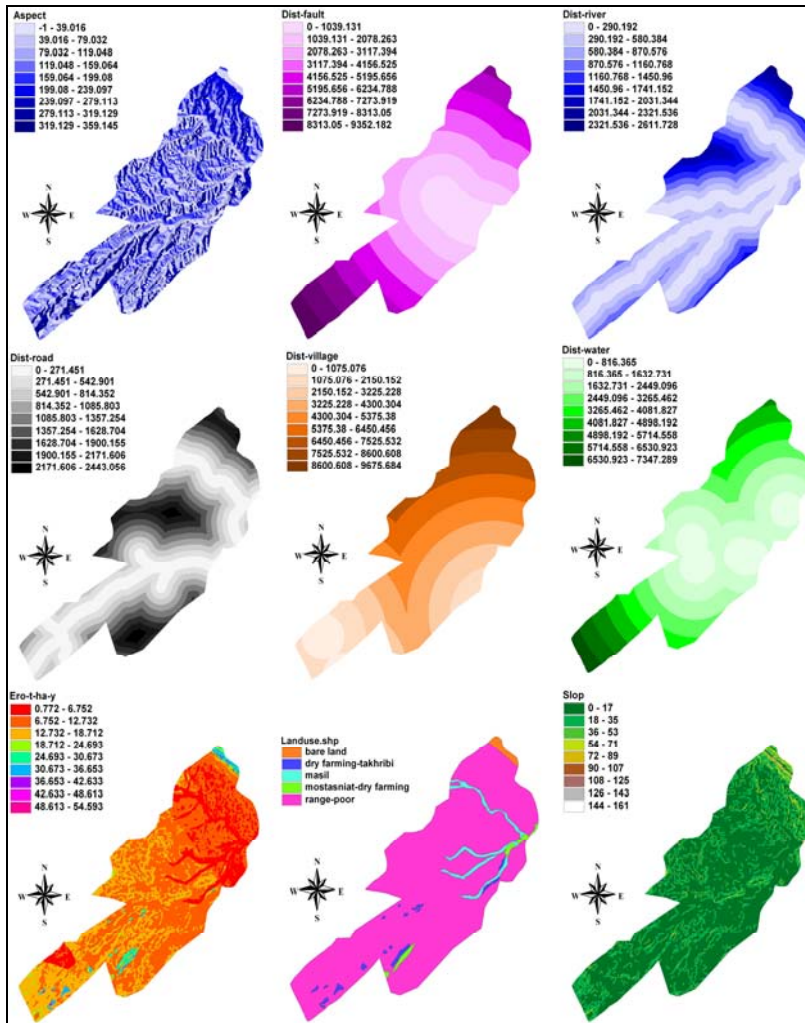 Aspect
-1 - 39.016
39.016 - 79.032
79.032 - 119.048
119.048 - 159.064
159.064 - 199.08
199.08 - 239.097
239.097 - 279.113
279.113 - 319.129
319.129 - 359.145
N
W
E
S
Dist-fault
0 - 1039.131
1039.131 - 2078.263
2078.263 - 3117.394
3117.394 - 4156.525
4156.525 - 5195.656
5195.656 - 6234.788
6234.788 - 7273.919
7273.919 - 8313.05
8313.05 - 9352.182
N
W
E
S
Dist-river
0 - 290.192
290.192 - 580.384
580.384 - 870.576
870.576 - 1160.768
1160.768 - 1450.96
1450.96 - 1741.152
1741.152 - 2031.344
2031.344 - 2321.536
2321.536 - 2611.728
N
W
E
S
Dist-road
0 - 271.451
271.451 - 542.901
542.901 - 814.352
814.352 - 1085.803
1085.803 - 1357.254
1357.254 - 1628.704
1628.704 - 1900.155
1900.155 - 2171.606
2171.606 - 2443.056
N
W
E
S
Dist-village
0 - 1075.076
1075.076 - 2150.152
2150.152 - 3225.228
3225.228 - 4300.304
4300.304 - 5375.38
5375.38 - 6450.456
6450.456 - 7525.532
7525.532 - 8600.608
8600.608 - 9675.684
N
W
E
S
Dist-water
0 - 816.365
816.365 - 1632.731
1632.731 - 2449.096
2449.096 - 3265.462
3265.462 - 4081.827
4081.827 - 4898.192
4898.192 - 5714.558
5714.558 - 6530.923
6530.923 - 7347.289
N
W
E
S
Ero-t-ha-y
0.772 - 6.752
6.752 - 12.732
12.732 - 18.712
18.712 - 24.693
24.693 - 30.673
30.673 - 36.653
36.653 - 42.633
42.633 - 48.613
48.613 - 54.593
N
W
E
S
Landuse.shp
bare land
dry farming-takhribi
masil
mostasniat-dry farming
range-poor
N
W
E
S
Slop
0 - 17
18 - 35
36 - 53
54 - 71
72 - 89
90 - 107
108 - 125
126 - 143
144 - 161
N
W
E
S